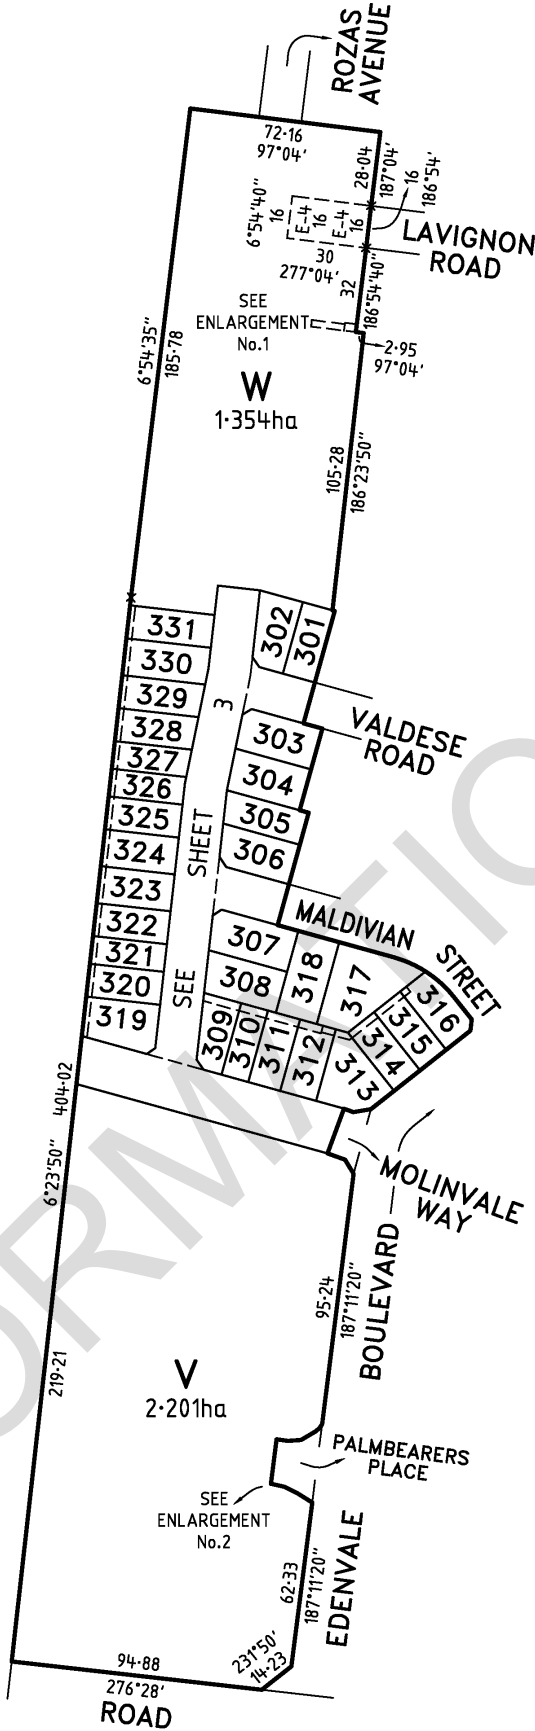 ROZAS
AVENUE
72·16
97°04'
28·04
187°04'
16
186°54'
6°54'40"
16
E-4
16
E-4
16
LAVIGNON
ROAD
30
277°04'
32
186°54'40"
SEE
ENLARGEMENT
No.1
2·95
97°04'
6°54'35"
185·78
W
1·354ha
105·28
186°23'50"
331
330
329
328
327
326
325
324
323
322
321
320
319
302
301
3
SHEET
SEE
303
304
305
306
VALDESE
ROAD
307
308
309
310
311
312
313
314
315
316
317
318
MALDIVIAN
STREET
404·02
6°23'50"
MOLINVALE
WAY
95·24
187°11'20"
BOULEVARD
219·21
V
2·201ha
PALMBEARERS
PLACE
SEE
ENLARGEMENT
No.2
62·33
187°11'20"
EDENVALE
231°50'
14·23
94·88
276°28'
ROAD
ORMATIO